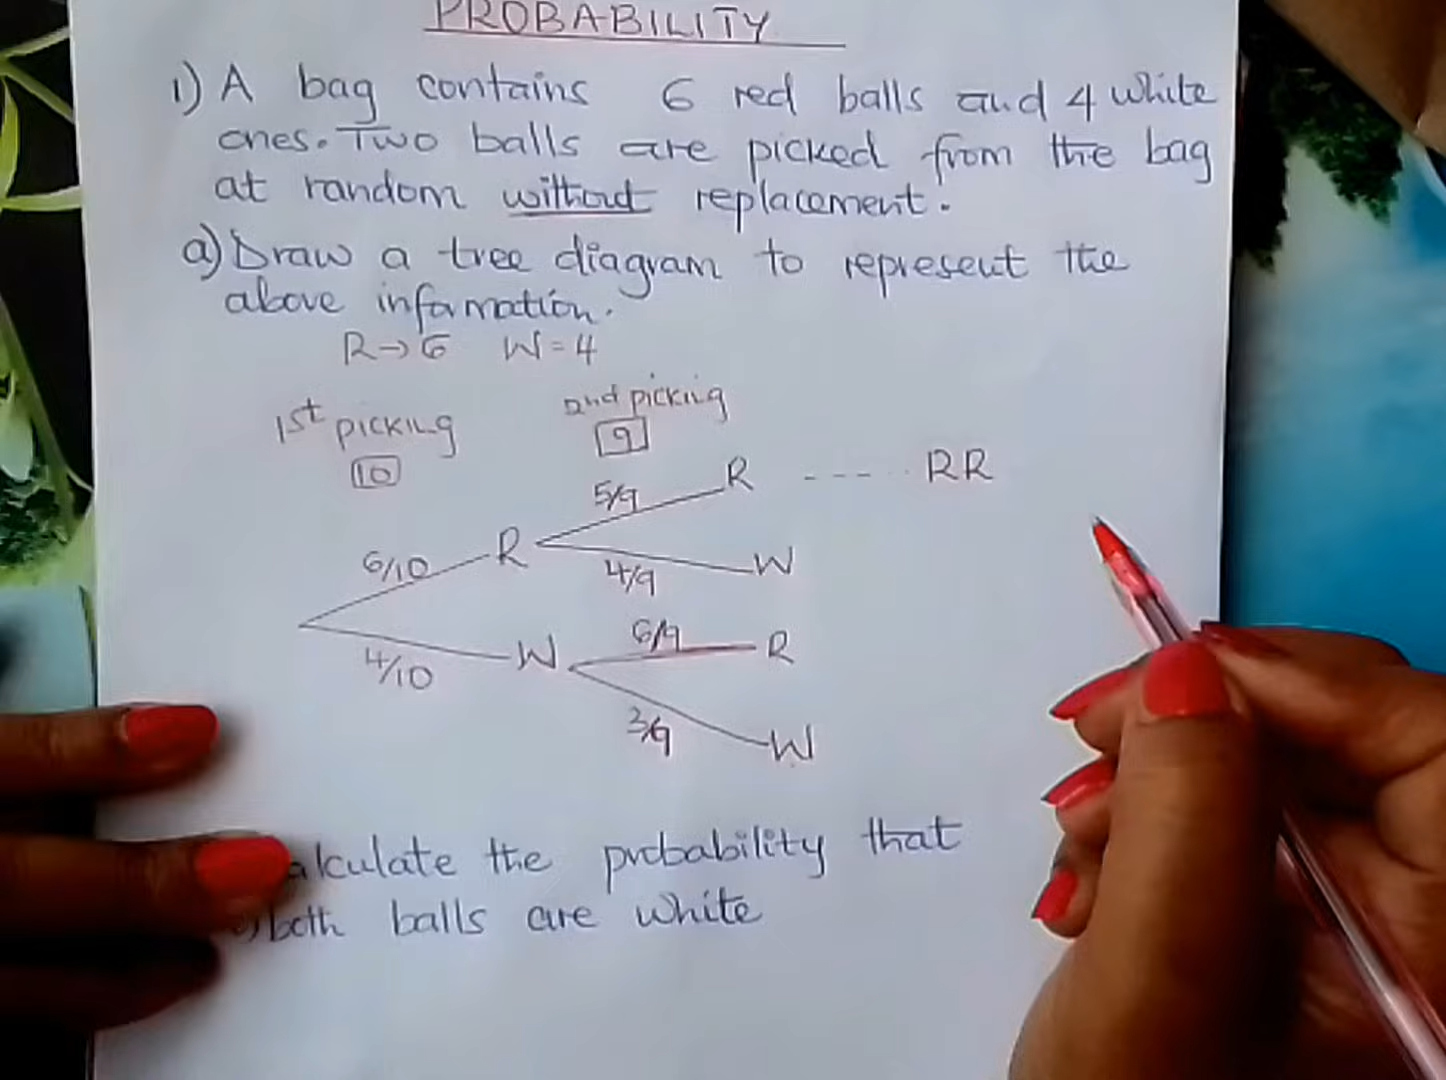 PROBABILITY
1) A bag contains 6 red balls and 4 white
ones. Two balls are picked from the bag
at random without replacement.
a) Draw a tree diagram to represent the
above information.
R→6 W=4
1st picking 2nd picking
10 9
5/9 R ---- RR
6/10 R
4/9 W
6/9 R
4/10 W
3/9 W
alculate the probability that
) both balls are white